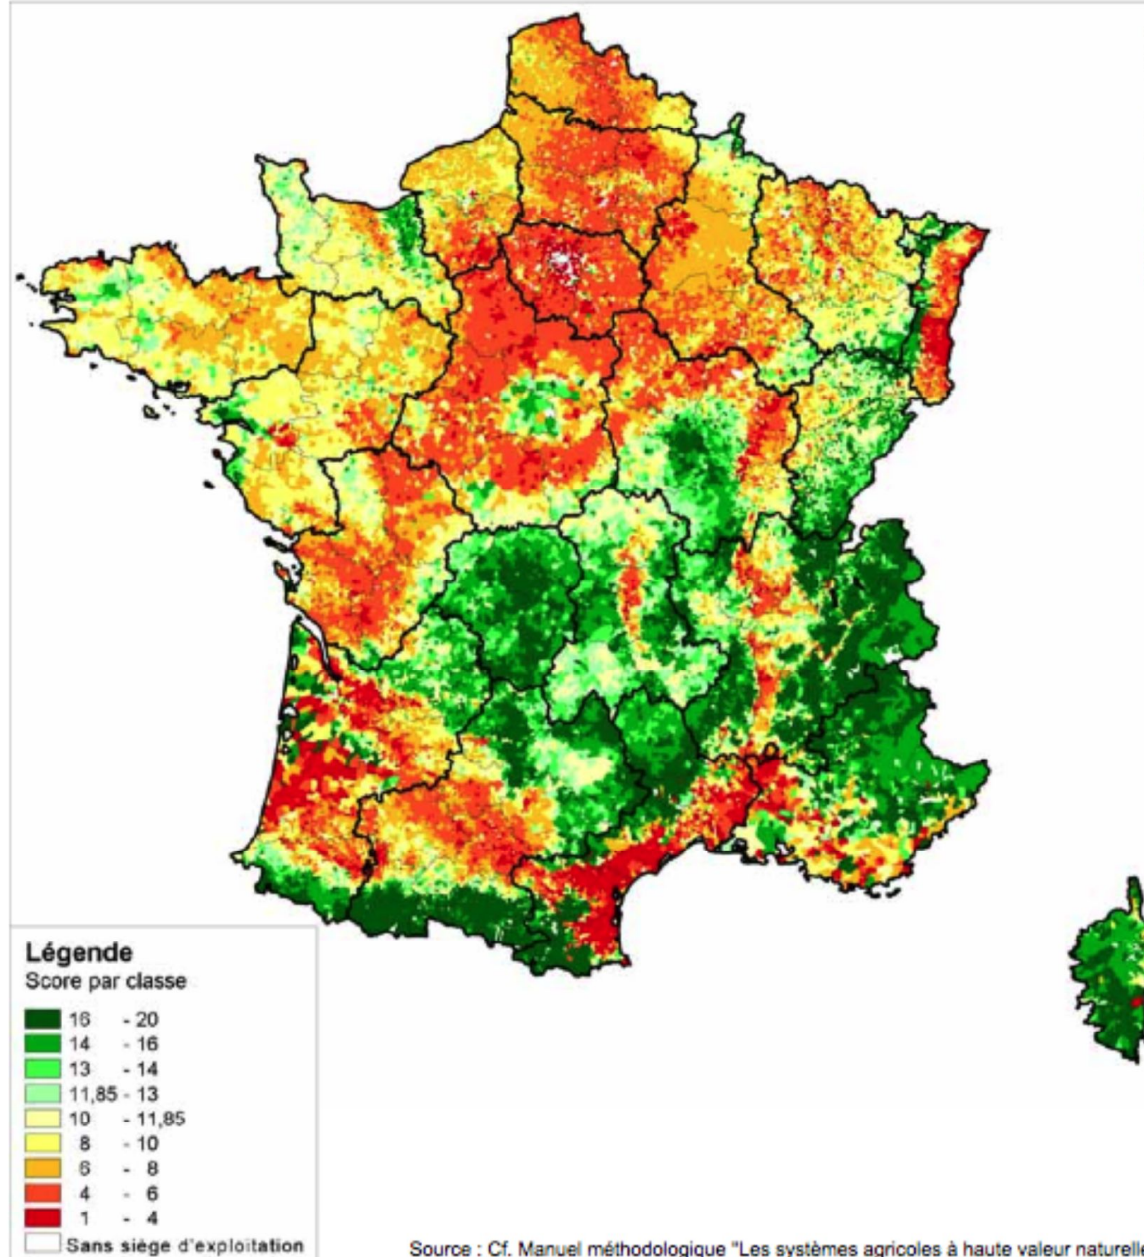 Légende
Score par classe
16 - 20
14 - 16
13 - 14
11,85 - 13
10 - 11,85
8 - 10
6 - 8
4 - 6
1 - 4
Sans siège d'exploitation
Source : Cf. Manuel méthodologique "Les systèmes agricoles à haute valeur naturelle